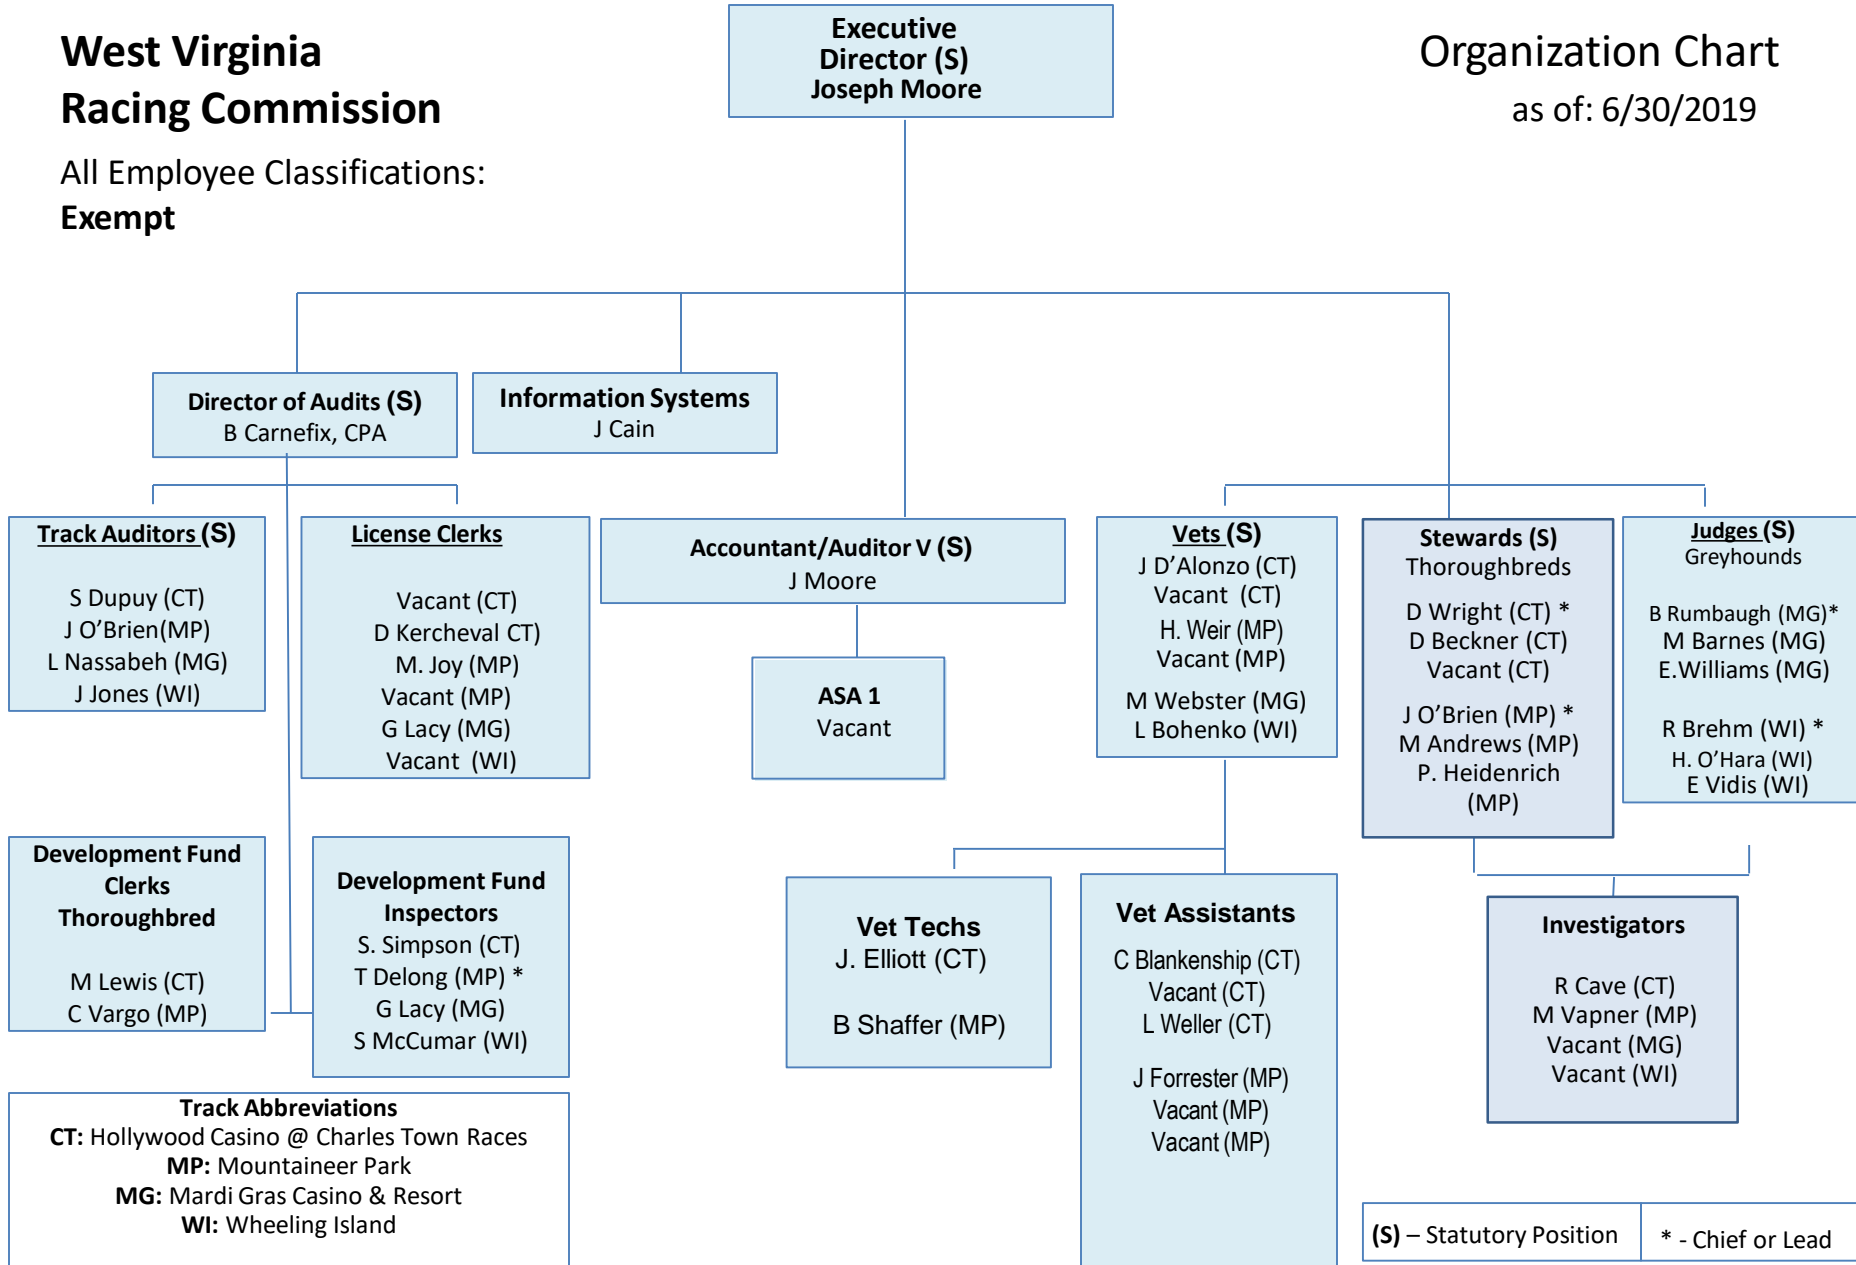 West Virginia
Racing Commission
All Employee Classifications:
Exempt
Executive
Director (S)
Joseph Moore
Organization Chart
as of: 6/30/2019
Director of Audits (S)
B Carnefix, CPA
Information Systems
J Cain
Track Auditors (S)
S Dupuy (CT)
J O’Brien(MP)
L Nassabeh (MG)
J Jones (WI)
License Clerks
Vacant (CT)
D Kercheval CT)
M. Joy (MP)
Vacant (MP)
G Lacy (MG)
Vacant (WI)
Accountant/Auditor V (S)
J Moore
ASA 1
Vacant
Vets (S)
J D’Alonzo (CT)
Vacant (CT)
H. Weir (MP)
Vacant (MP)
M Webster (MG)
L Bohenko (WI)
Stewards (S)
Thoroughbreds
D Wright (CT) *
D Beckner (CT)
Vacant (CT)
J O’Brien (MP) *
M Andrews (MP)
P. Heidenrich
(MP)
Judges (S)
Greyhounds
B Rumbaugh (MG)*
M Barnes (MG)
E.Williams (MG)
R Brehm (WI) *
H. O’Hara (WI)
E Vidis (WI)
Development Fund
Clerks
Thoroughbred
M Lewis (CT)
C Vargo (MP)
Development Fund
Inspectors
S. Simpson (CT)
T Delong (MP) *
G Lacy (MG)
S McCumar (WI)
Vet Techs
J. Elliott (CT)
B Shaffer (MP)
Vet Assistants
C Blankenship (CT)
Vacant (CT)
L Weller (CT)
J Forrester (MP)
Vacant (MP)
Vacant (MP)
Investigators
R Cave (CT)
M Vapner (MP)
Vacant (MG)
Vacant (WI)
Track Abbreviations
CT: Hollywood Casino @ Charles Town Races
MP: Mountaineer Park
MG: Mardi Gras Casino & Resort
WI: Wheeling Island
(S) – Statutory Position
* - Chief or Lead